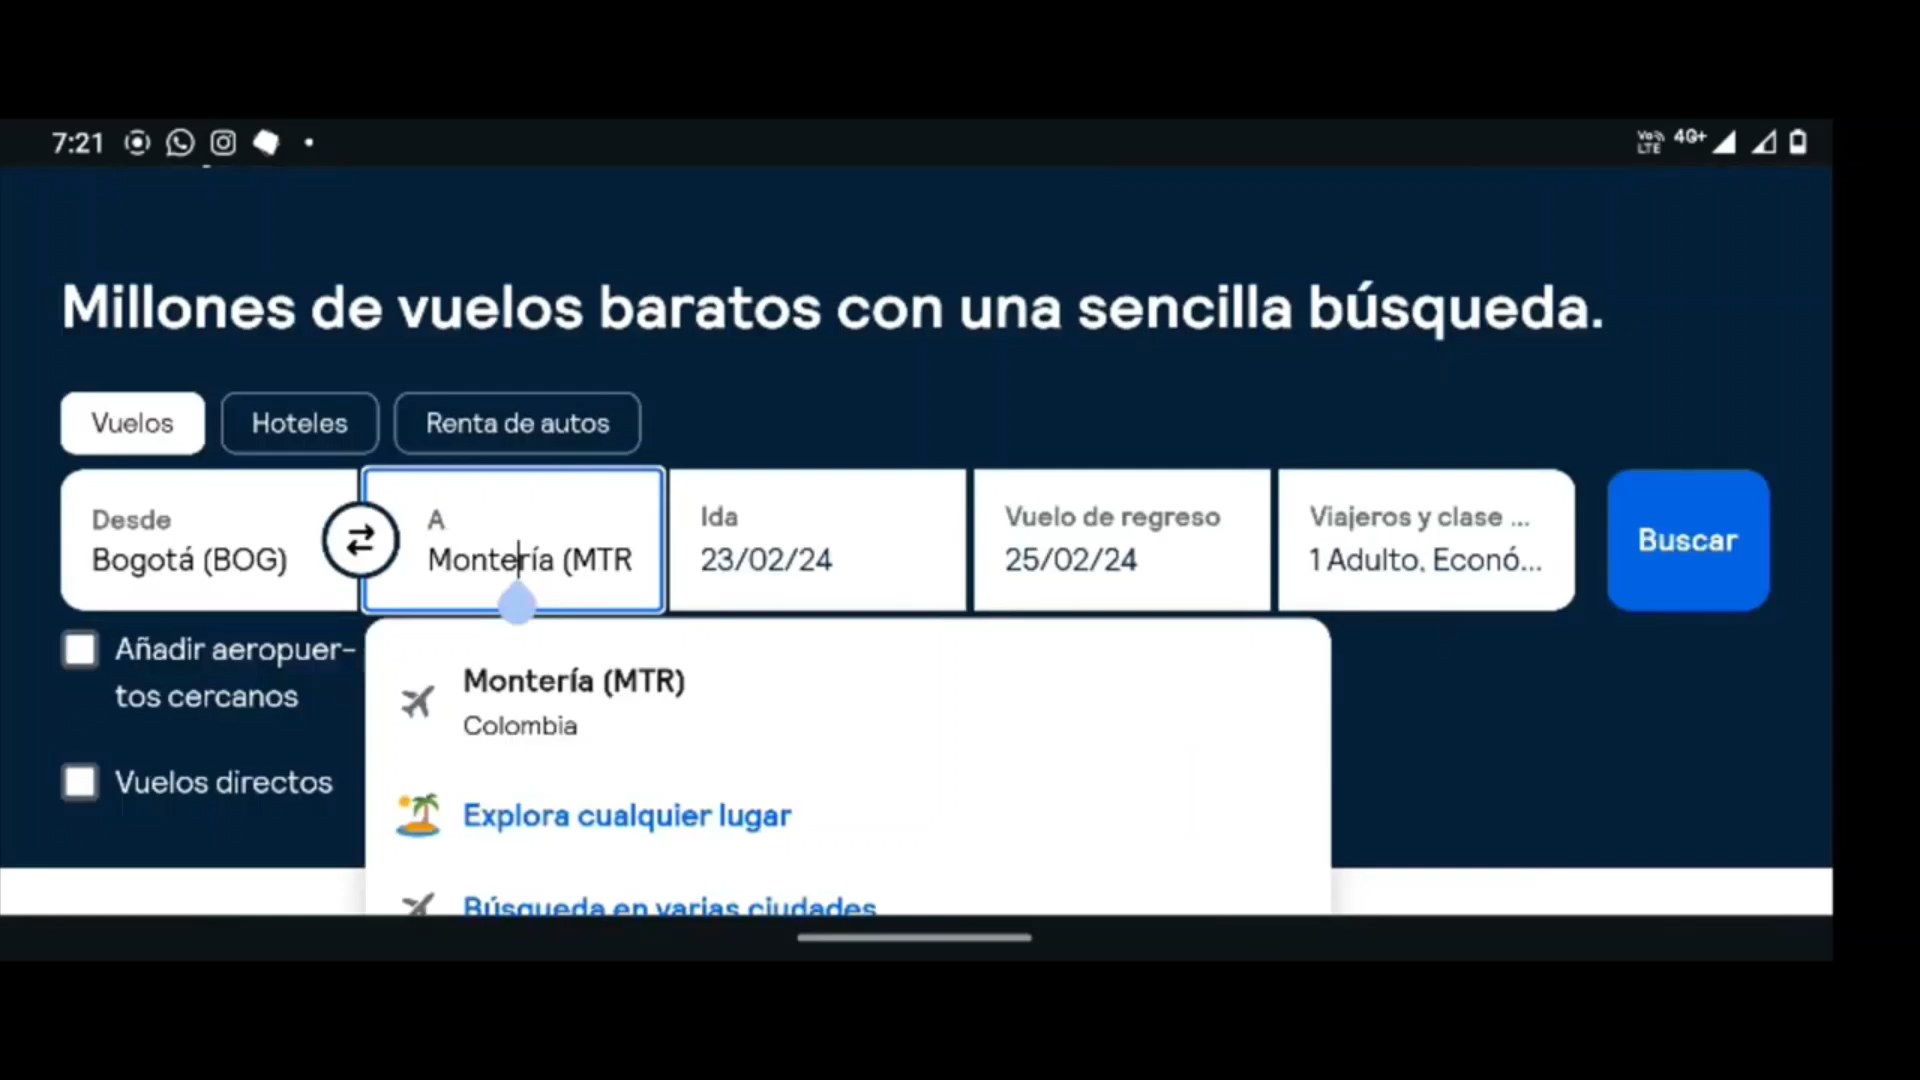 7:21
Vo LTE 4G+
Millones de vuelos baratos con una sencilla búsqueda.
Vuelos
Hoteles
Renta de autos
Desde
Bogotá (BOG)
A
Montería (MTR
Ida
23/02/24
Vuelo de regreso
25/02/24
Viajeros y clase ...
1 Adulto, Econó...
Buscar
Añadir aeropuer-
tos cercanos
Vuelos directos
Montería (MTR)
Colombia
Explora cualquier lugar
Búsqueda en varias ciudades